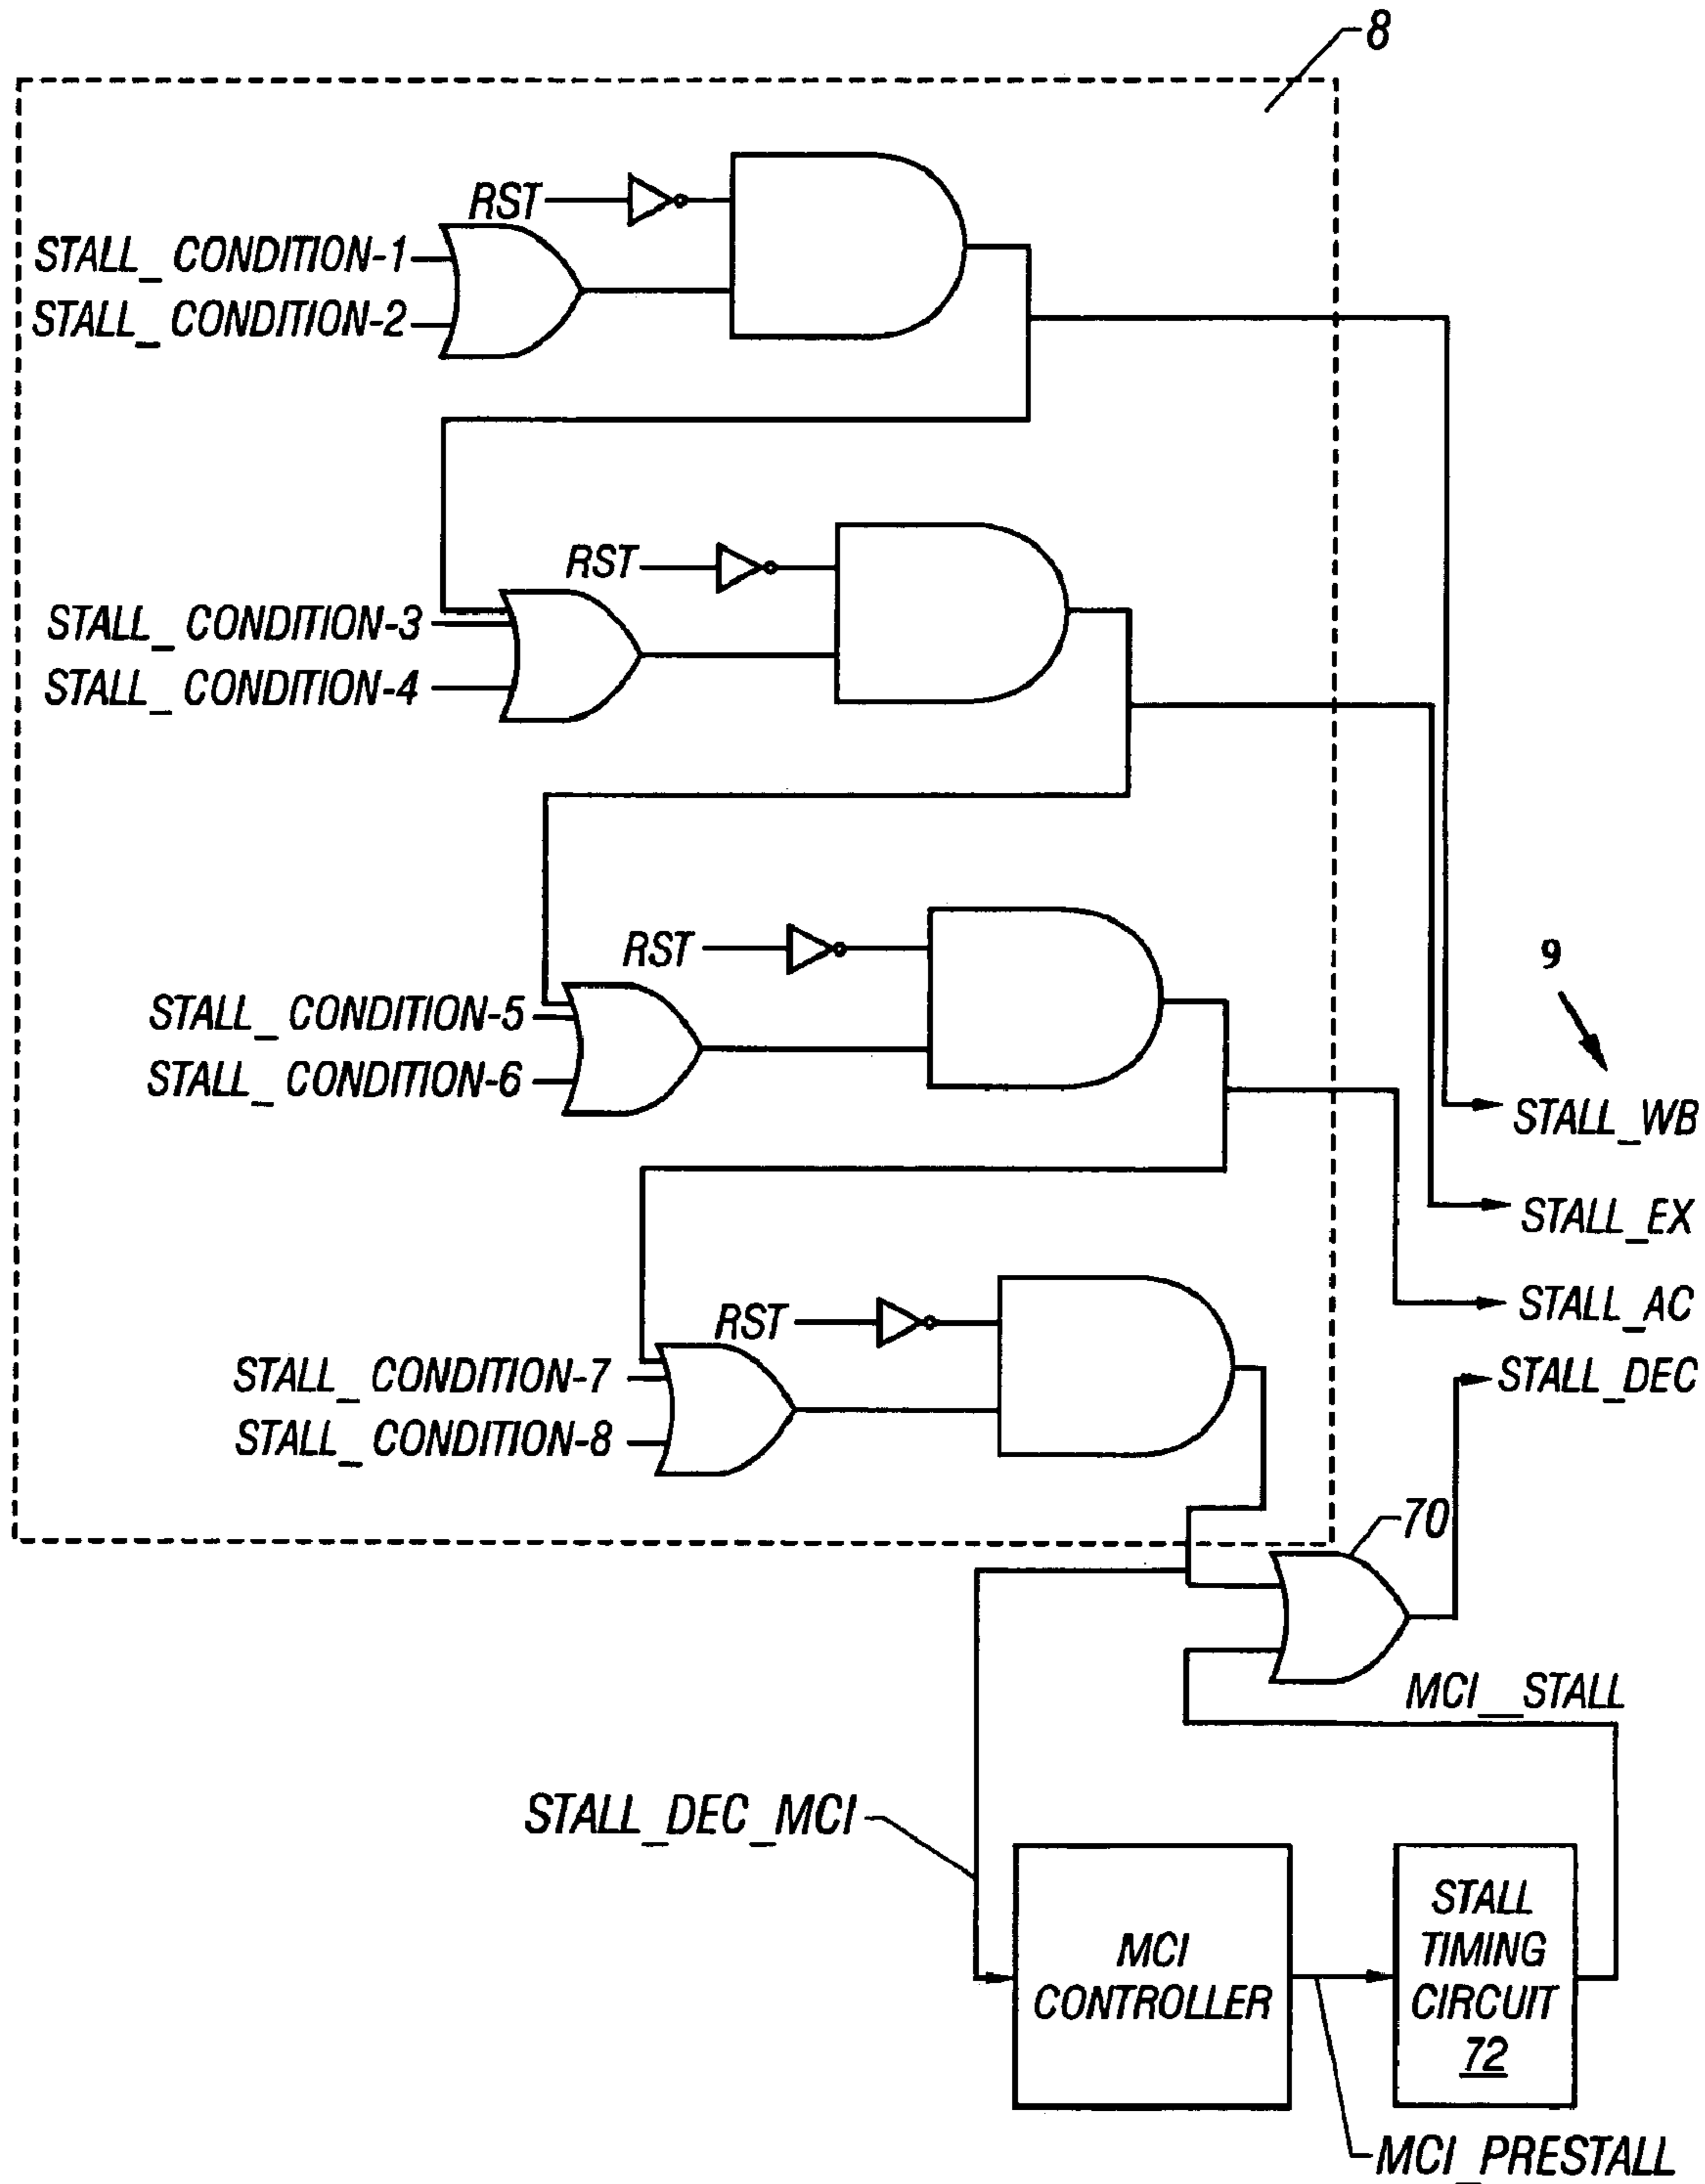 8
RST
STALL_ CONDITION-1
STALL_ CONDITION-2
RST
STALL_ CONDITION-3
STALL_ CONDITION-4
RST
STALL_ CONDITION-5
STALL_ CONDITION-6
9
STALL_WB
STALL_EX
STALL_AC
RST
STALL_DEC
STALL_ CONDITION-7
STALL_ CONDITION-8
70
MCI__STALL
STALL_DEC_MCI
MCI
CONTROLLER
STALL
TIMING
CIRCUIT
72
MCI_PRESTALL